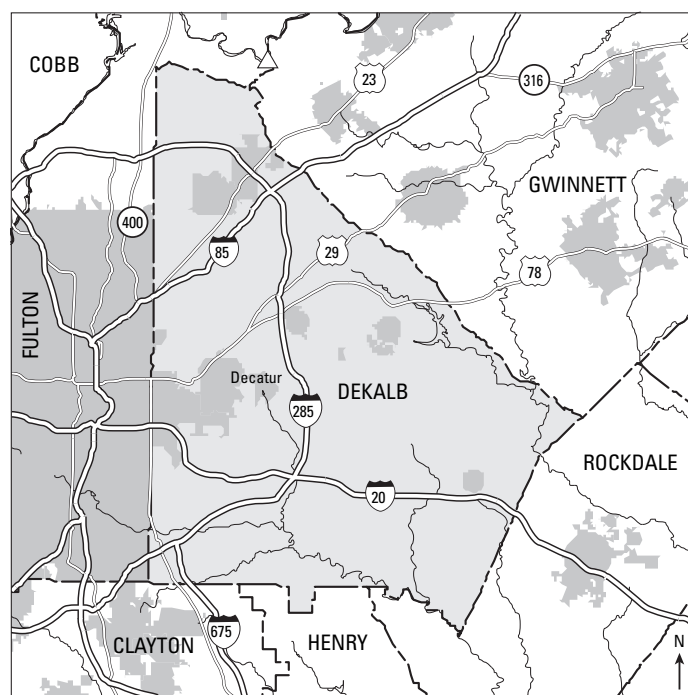 COBB
23
316
GWINNETT
400
85
29
78
FULTON
Decatur
DEKALB
285
ROCKDALE
20
675
CLAYTON
HENRY
N